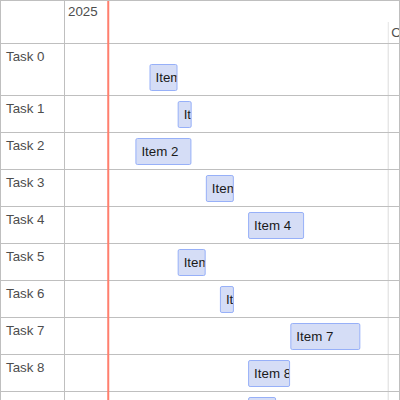 2025
Task 0
Item
Task 1
It
Task 2
Item 2
Task 3
Item
Task 4
Item 4
Task 5
Item
Task 6
It
Task 7
Item 7
Task 8
Item 8